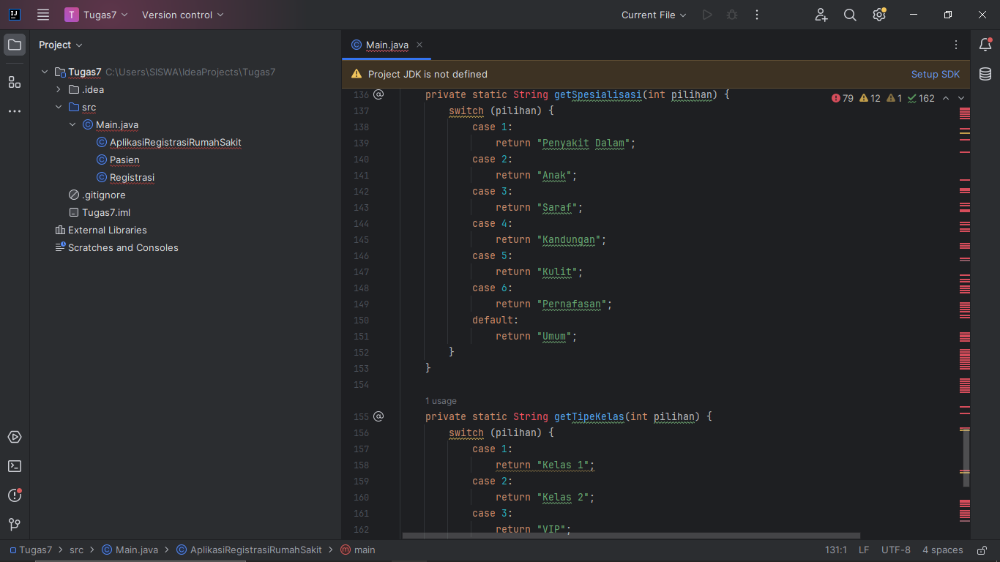 T Tugas7 Version control Current File
Project
Tugas7 C:\Users\SISWA\IdeaProjects\Tugas7
.idea
src
Main.java
AplikasiRegistrasiRumahSakit
Pasien
Registrasi
.gitignore
Tugas7.iml
External Libraries
Scratches and Consoles
Main.java
Project JDK is not defined Setup SDK
79 12 1 162
136 private static String getSpesialisasi(int pilihan) {
137 switch (pilihan) {
138 case 1:
139 return "Penyakit Dalam";
140 case 2:
141 return "Anak";
142 case 3:
143 return "Saraf";
144 case 4:
145 return "Kandungan";
146 case 5:
147 return "Kulit";
148 case 6:
149 return "Pernafasan";
150 default:
151 return "Umum";
152 }
153 }
154
1 usage
155 private static String getTipeKelas(int pilihan) {
156 switch (pilihan) {
157 case 1:
158 return "Kelas 1";
159 case 2:
160 return "Kelas 2";
161 case 3:
162 return "VIP";
Tugas7 > src > Main.java > AplikasiRegistrasiRumahSakit > main 131:1 LF UTF-8 4 spaces